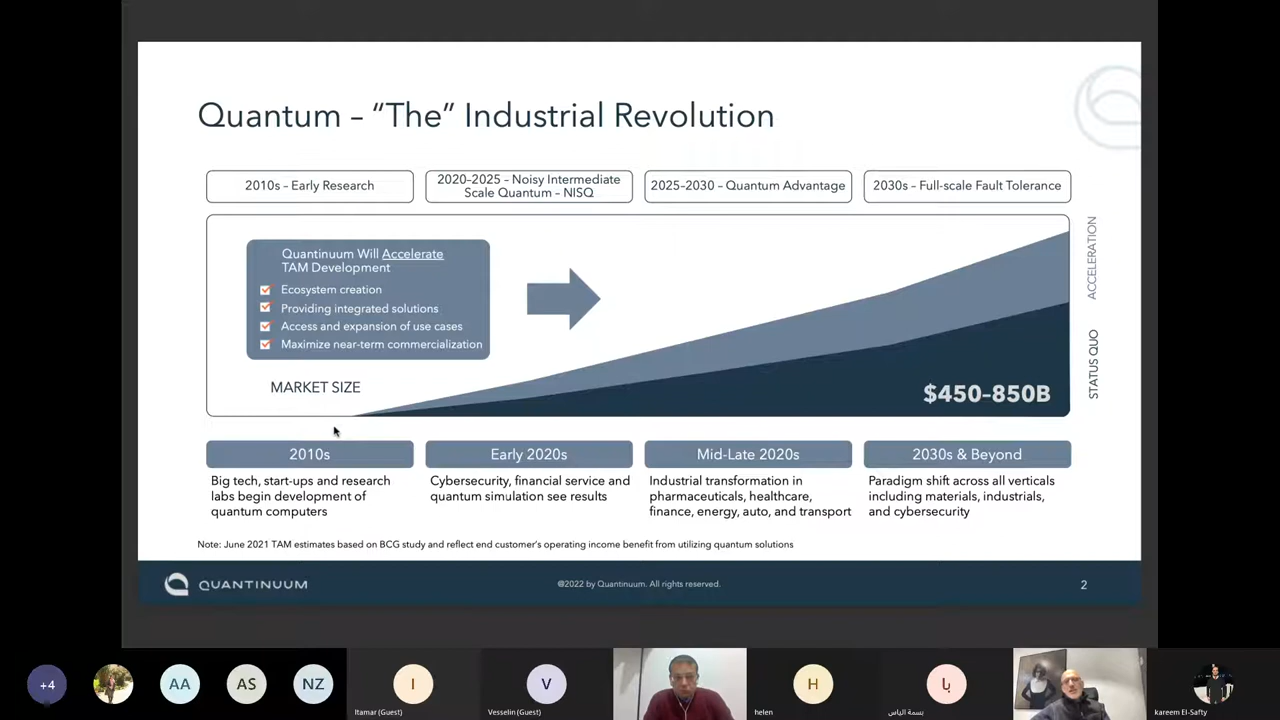 Quantum – “The” Industrial Revolution
2010s – Early Research
2020–2025 – Noisy Intermediate
Scale Quantum – NISQ
2025–2030 – Quantum Advantage
2030s – Full-scale Fault Tolerance
Quantinuum Will Accelerate
TAM Development
Ecosystem creation
Providing integrated solutions
Access and expansion of use cases
Maximize near-term commercialization
MARKET SIZE
$450–850B
ACCELERATION
STATUS QUO
2010s
Early 2020s
Mid-Late 2020s
2030s & Beyond
Big tech, start-ups and research
labs begin development of
quantum computers
Cybersecurity, financial service and
quantum simulation see results
Industrial transformation in
pharmaceuticals, healthcare,
finance, energy, auto, and transport
Paradigm shift across all verticals
including materials, industrials,
and cybersecurity
Note: June 2021 TAM estimates based on BCG study and reflect end customer’s operating income benefit from utilizing quantum solutions
QUANTINUUM
@2022 by Quantinuum. All rights reserved.
2
+4
AA
AS
NZ
I
Itamar (Guest)
V
Vesselin (Guest)
H
helen
با
بسمة الياس
kareem El-Safty